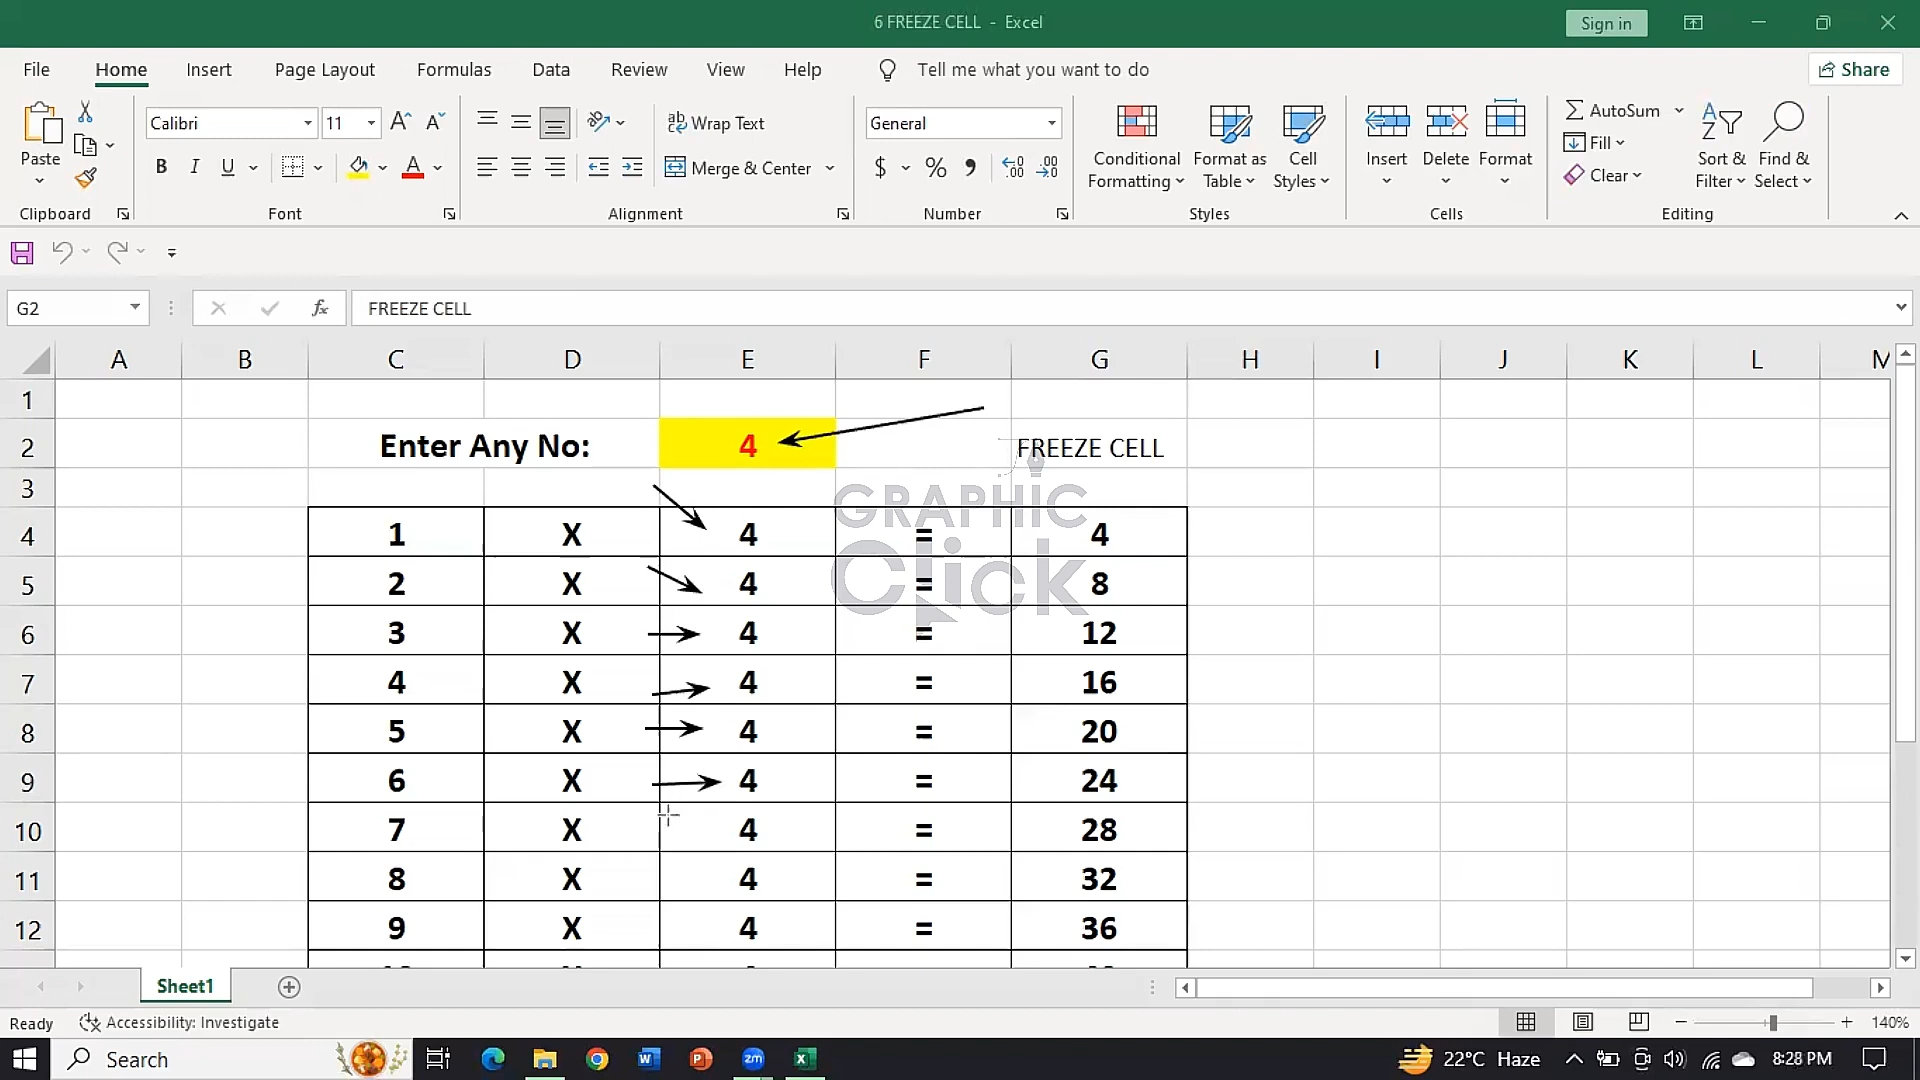 6 FREEZE CELL - Excel
Sign in
File Home Insert Page Layout Formulas Data Review View Help Tell me what you want to do Share
Paste
Calibri 11
Wrap Text
General
Conditional Formatting
Format as Table
Cell Styles
Insert Delete Format
AutoSum
Fill
Clear
Sort & Filter
Find & Select
B I U
Merge & Center
$ % ,
Clipboard Font Alignment Number Styles Cells Editing
G2 fx FREEZE CELL
A B C D E F G H I J K L M
1
2 Enter Any No: 4 FREEZE CELL
3
GRAPHIC
Click
4 1 X 4 = 4
5 2 X 4 = 8
6 3 X 4 = 12
7 4 X 4 = 16
8 5 X 4 = 20
9 6 X 4 = 24
10 7 X 4 = 28
11 8 X 4 = 32
12 9 X 4 = 36
Sheet1
Ready Accessibility: Investigate 140%
Search 22°C Haze 8:28 PM